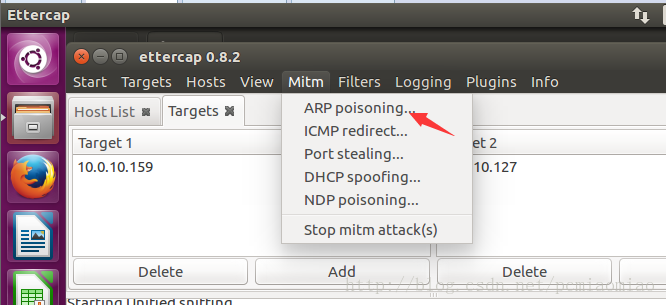 Ettercap
ettercap 0.8.2
Start Targets Hosts View Mitm Filters Logging Plugins Info
Host List Targets
ARP poisoning...
ICMP redirect...
Port stealing...
DHCP spoofing...
NDP poisoning...
Stop mitm attack(s)
Target 1
10.0.10.159
et 2
10.127
Delete Add Delete
Starting Unified sniffing
http://blog.csdn.net/pcmiaomiao